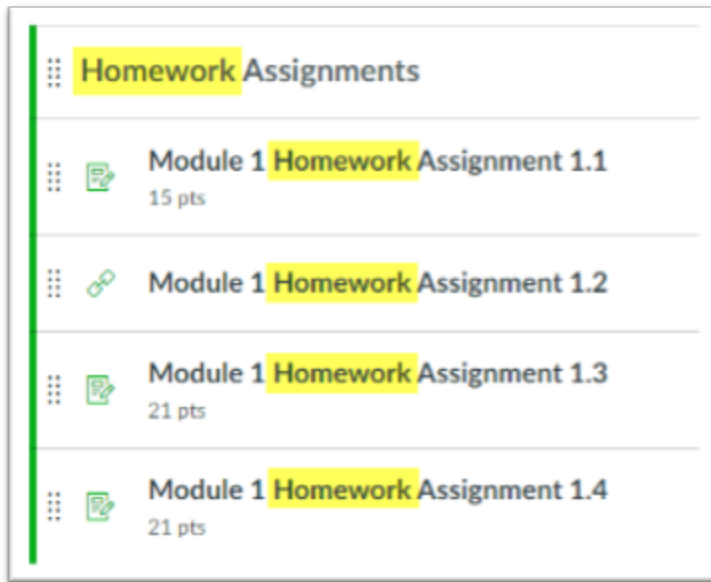 Homework Assignments
Module 1 Homework Assignment 1.1
15 pts
Module 1 Homework Assignment 1.2
Module 1 Homework Assignment 1.3
21 pts
Module 1 Homework Assignment 1.4
21 pts